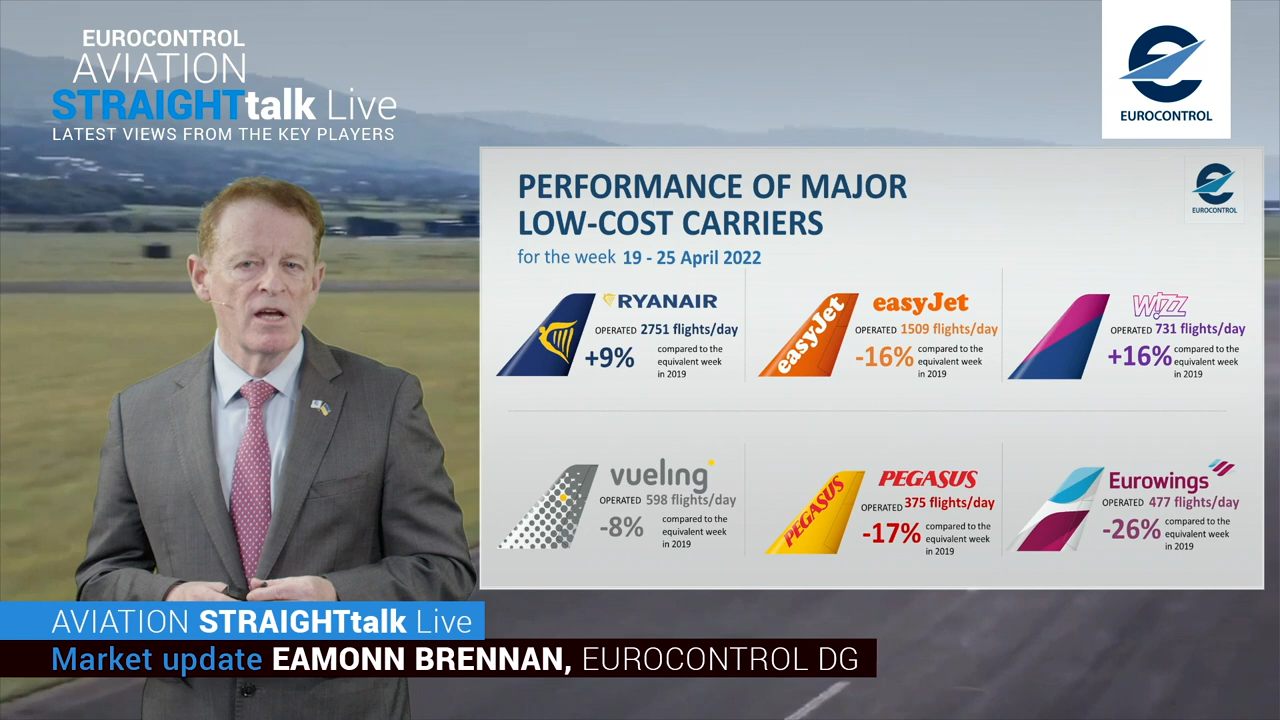 EUROCONTROL
AVIATION
STRAIGHTtalk Live
LATEST VIEWS FROM THE KEY PLAYERS
EUROCONTROL
PERFORMANCE OF MAJOR
LOW-COST CARRIERS
for the week 19 - 25 April 2022
EUROCONTROL
RYANAIR
OPERATED 2751 flights/day
+9%
compared to the
equivalent week
in 2019
easyJet
easyJet
OPERATED 1509 flights/day
-16%
compared to the
equivalent week
in 2019
WIZZ
OPERATED 731 flights/day
+16%
compared to the
equivalent week
in 2019
vueling
OPERATED 598 flights/day
-8%
compared to the
equivalent week
in 2019
PEGASUS
PEGASUS
OPERATED 375 flights/day
-17%
compared to the
equivalent week
in 2019
Eurowings
OPERATED 477 flights/day
-26%
compared to the
equivalent week
in 2019
AVIATION STRAIGHTtalk Live
Market update EAMONN BRENNAN, EUROCONTROL DG